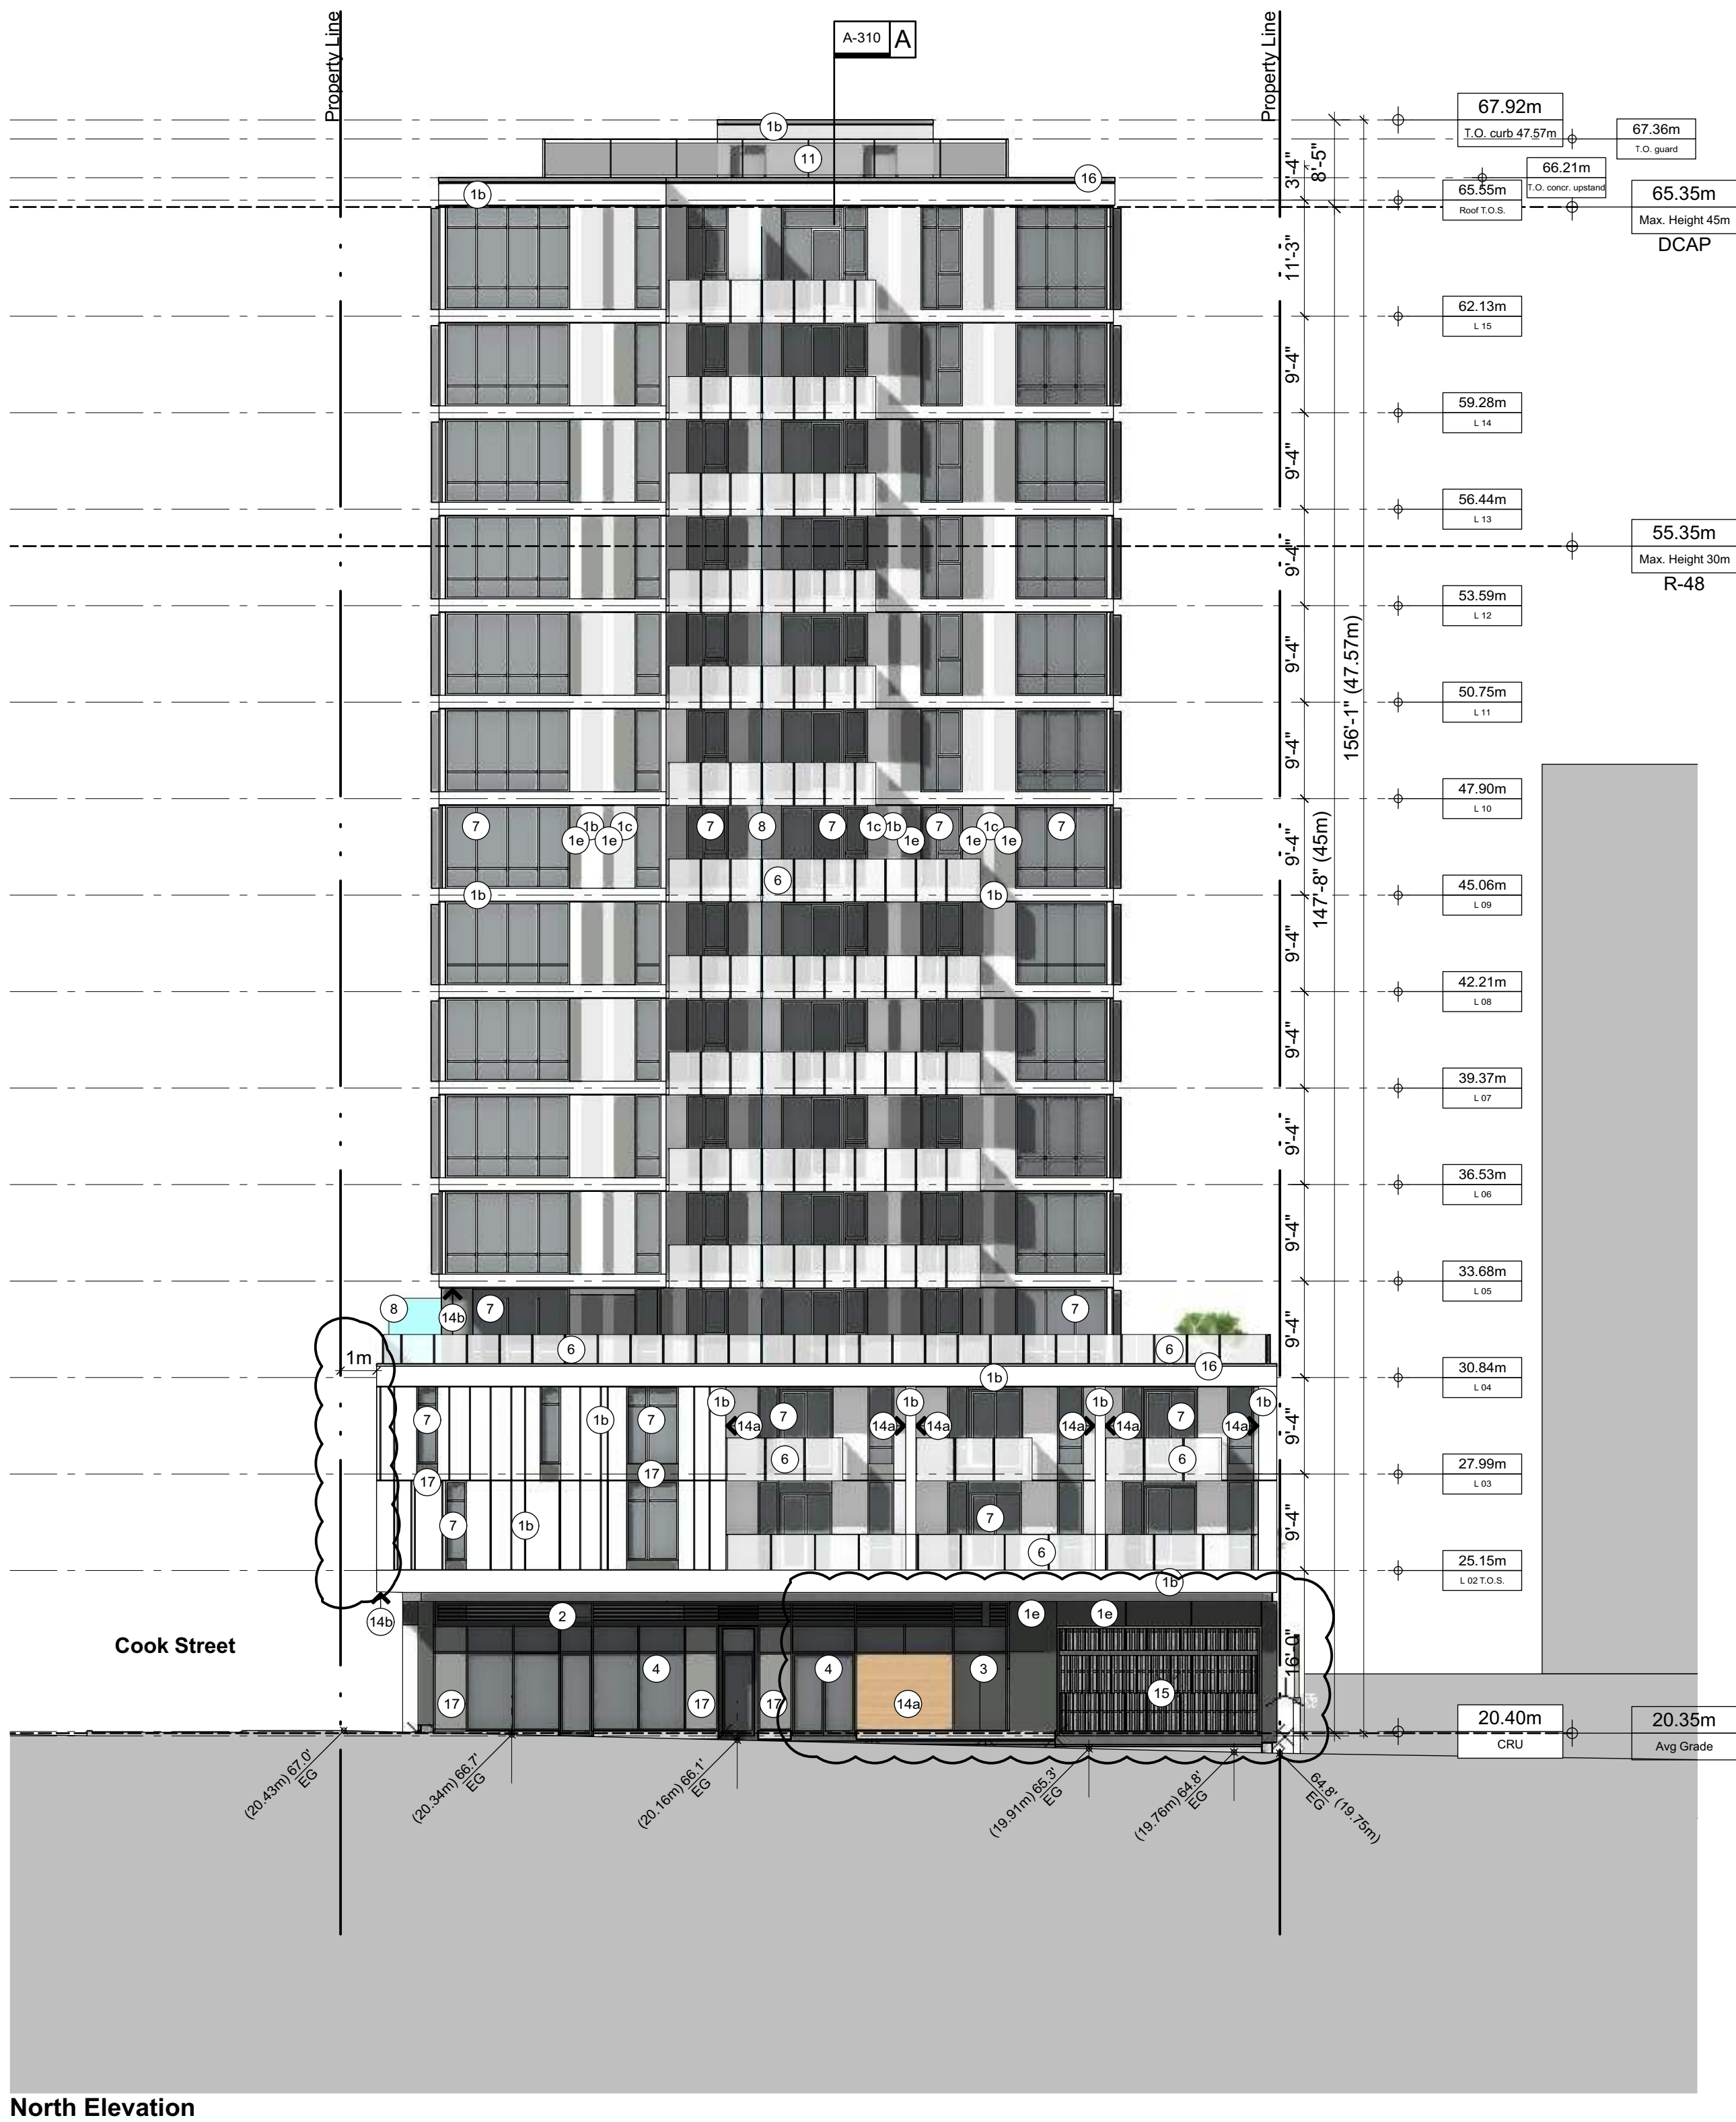 Property Line
A-310 A
Property Line
67.92m
T.O. curb 47.57m
67.36m
T.O. guard
66.21m
T.O. concr. upstand
65.55m
Roof T.O.S.
65.35m
Max. Height 45m
DCAP
1b
11
16
1b
3'-4"
8'-5"
11'-3"
62.13m
L 15
9'-4"
59.28m
L 14
9'-4"
56.44m
L 13
9'-4"
55.35m
Max. Height 30m
R-48
53.59m
L 12
9'-4"
156'-1" (47.57m)
50.75m
L 11
9'-4"
47.90m
L 10
7 1b 1c 7 8 7 1c 1b 7 1c 7
1e 1e 1e 1e 1e
9'-4"
147'-8" (45m)
6
1b 1b
45.06m
L 09
9'-4"
42.21m
L 08
9'-4"
39.37m
L 07
9'-4"
36.53m
L 06
9'-4"
33.68m
L 05
8 14b 7 7
9'-4"
1m
6 6
16
1b
30.84m
L 04
1b 1b 1b 1b
7 1b 7 7 7
14a 14a 14a 14a 14a 14a
9'-4"
6 6
17 17
27.99m
L 03
7 1b 7
9'-4"
6
25.15m
L 02 T.O.S.
1b
14b
2 1e 1e
Cook Street
16'-0"
4 4 3
17 17 17 14a 15
20.40m
CRU
20.35m
Avg Grade
(20.43m) 67.0'
EG
(20.34m) 66.7'
EG
(20.16m) 66.1'
EG
(19.91m) 65.3'
EG
(19.76m) 64.8'
EG
64.8' (19.75m)
EG
North Elevation